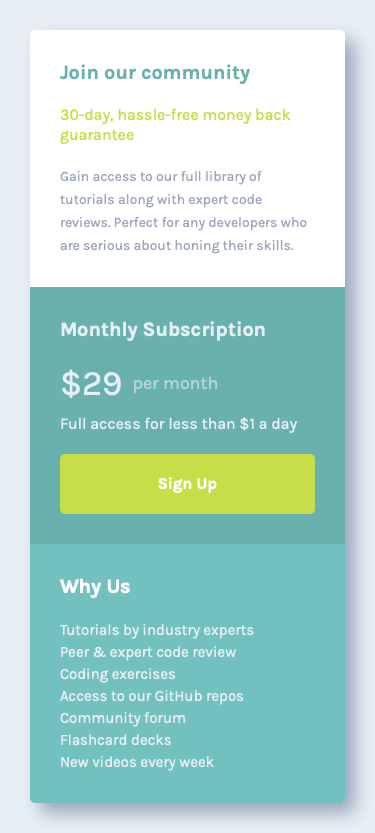 Join our community
30-day, hassle-free money back
guarantee
Gain access to our full library of
tutorials along with expert code
reviews. Perfect for any developers who
are serious about honing their skills.
Monthly Subscription
$29 per month
Full access for less than $1 a day
Sign Up
Why Us
Tutorials by industry experts
Peer & expert code review
Coding exercises
Access to our GitHub repos
Community forum
Flashcard decks
New videos every week